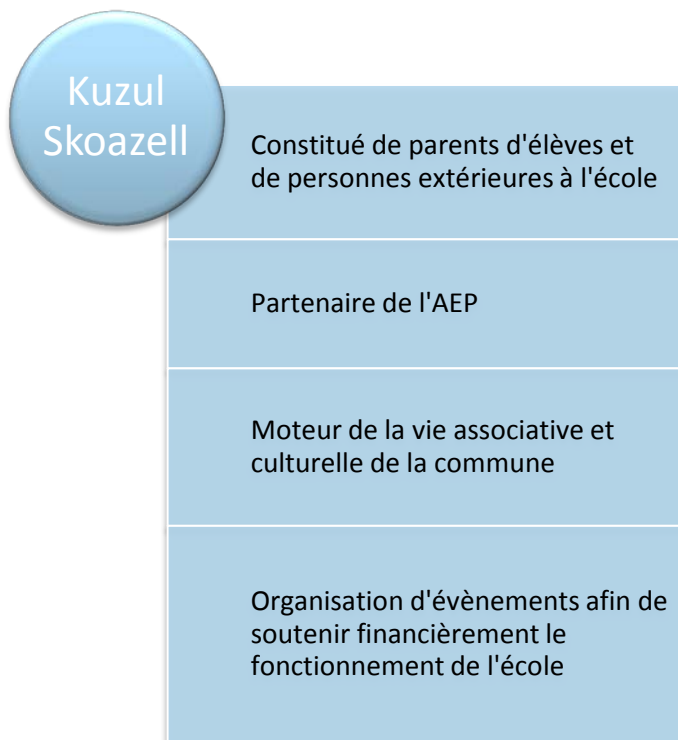 Kuzul
Skoazell
Constitué de parents d'élèves et
de personnes extérieures à l'école
Partenaire de l'AEP
Moteur de la vie associative et
culturelle de la commune
Organisation d'évènements afin de
soutenir financièrement le
fonctionnement de l'école